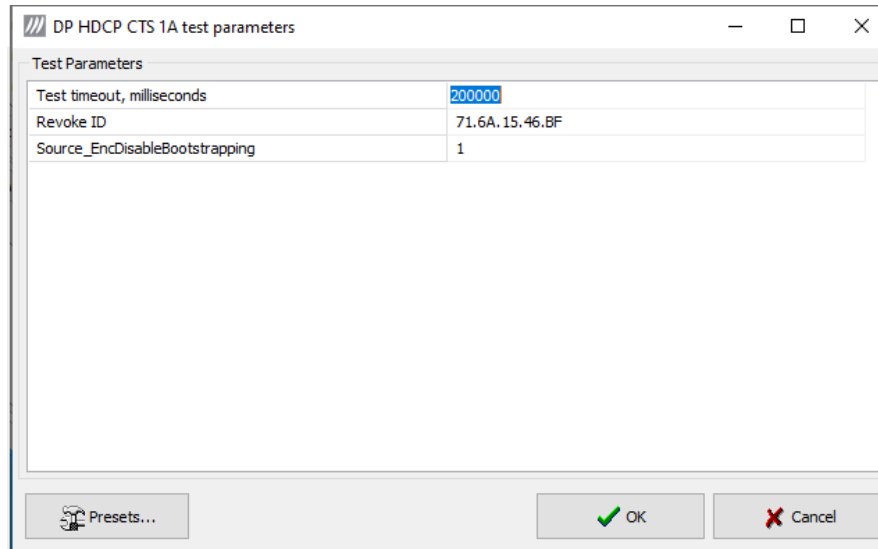 DP HDCP CTS 1A test parameters
Test Parameters
Test timeout, milliseconds 200000
Revoke ID 71.6A.15.46.BF
Source_EncDisableBootstrapping 1
Presets... OK Cancel